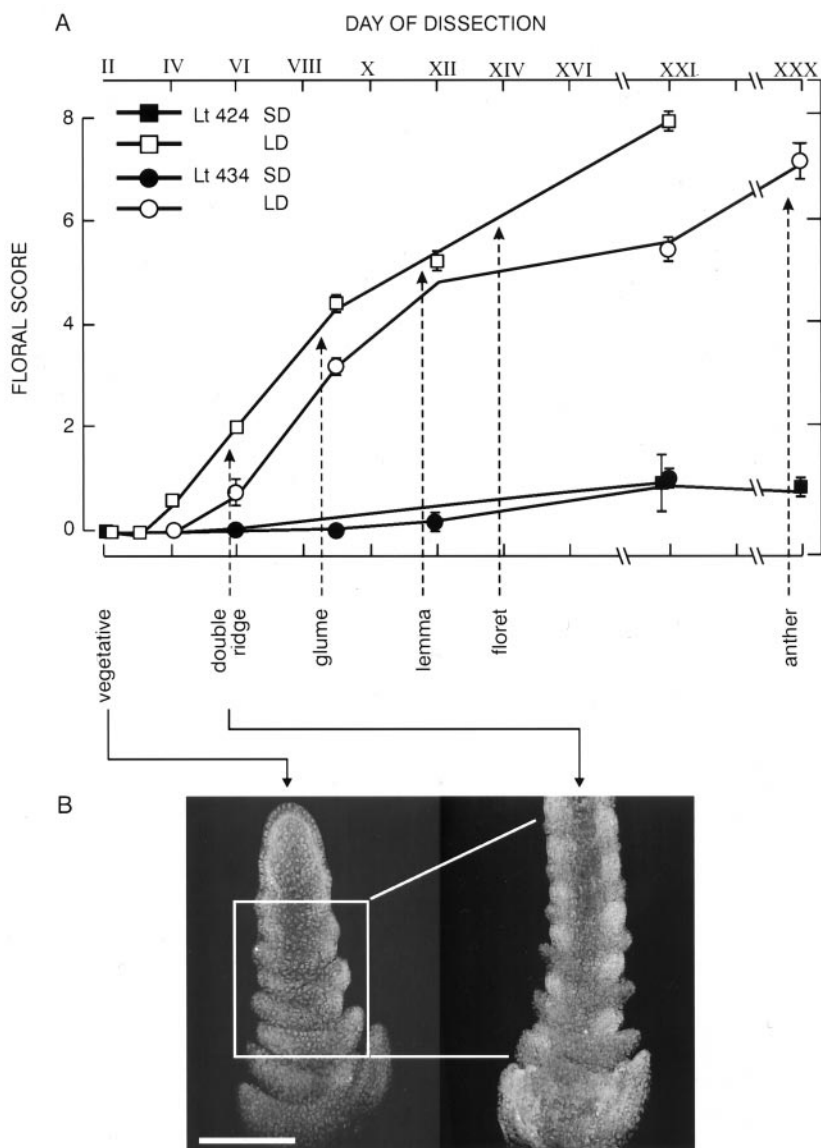 A
DAY OF DISSECTION
II IV VI VIII X XII XIV XVI XXI XXX
8
6
4
2
0
FLORAL SCORE
Lt 424 SD
LD
Lt 434 SD
LD
vegetative
double
ridge
glume
lemma
floret
anther
B